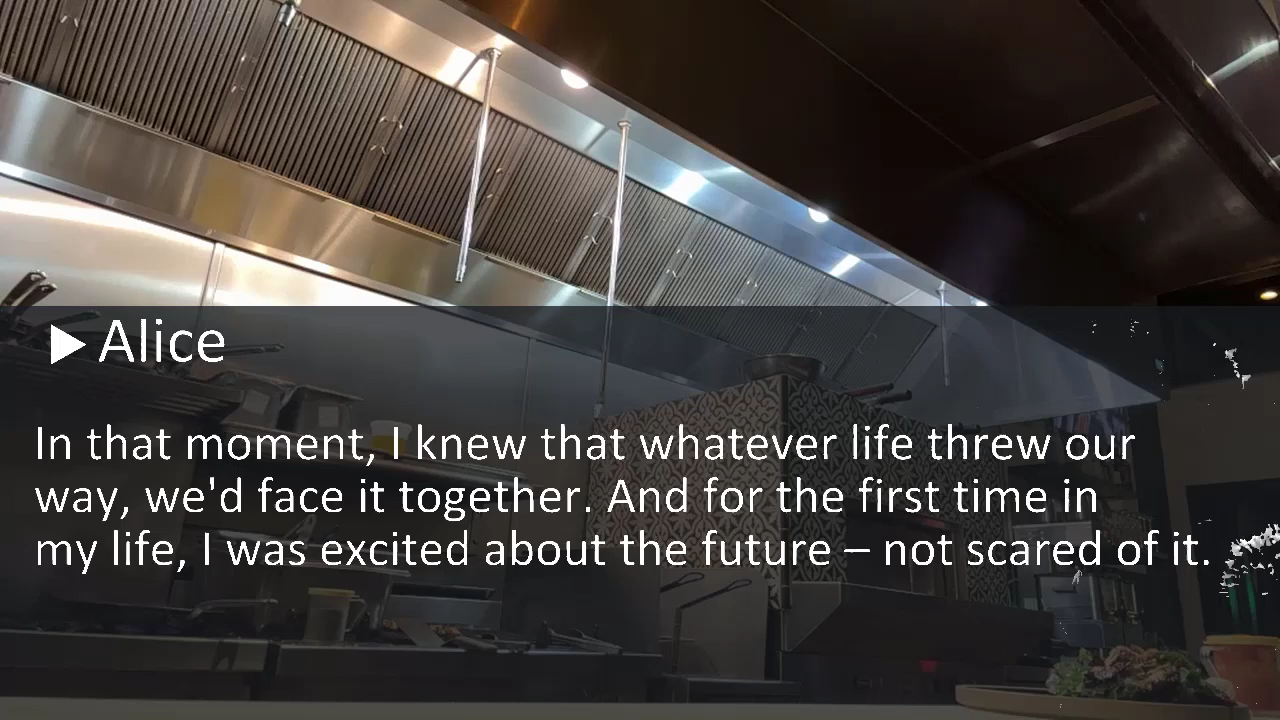 ▶Alice
In that moment, I knew that whatever life threw our
way, we'd face it together. And for the first time in
my life, I was excited about the future – not scared of it.